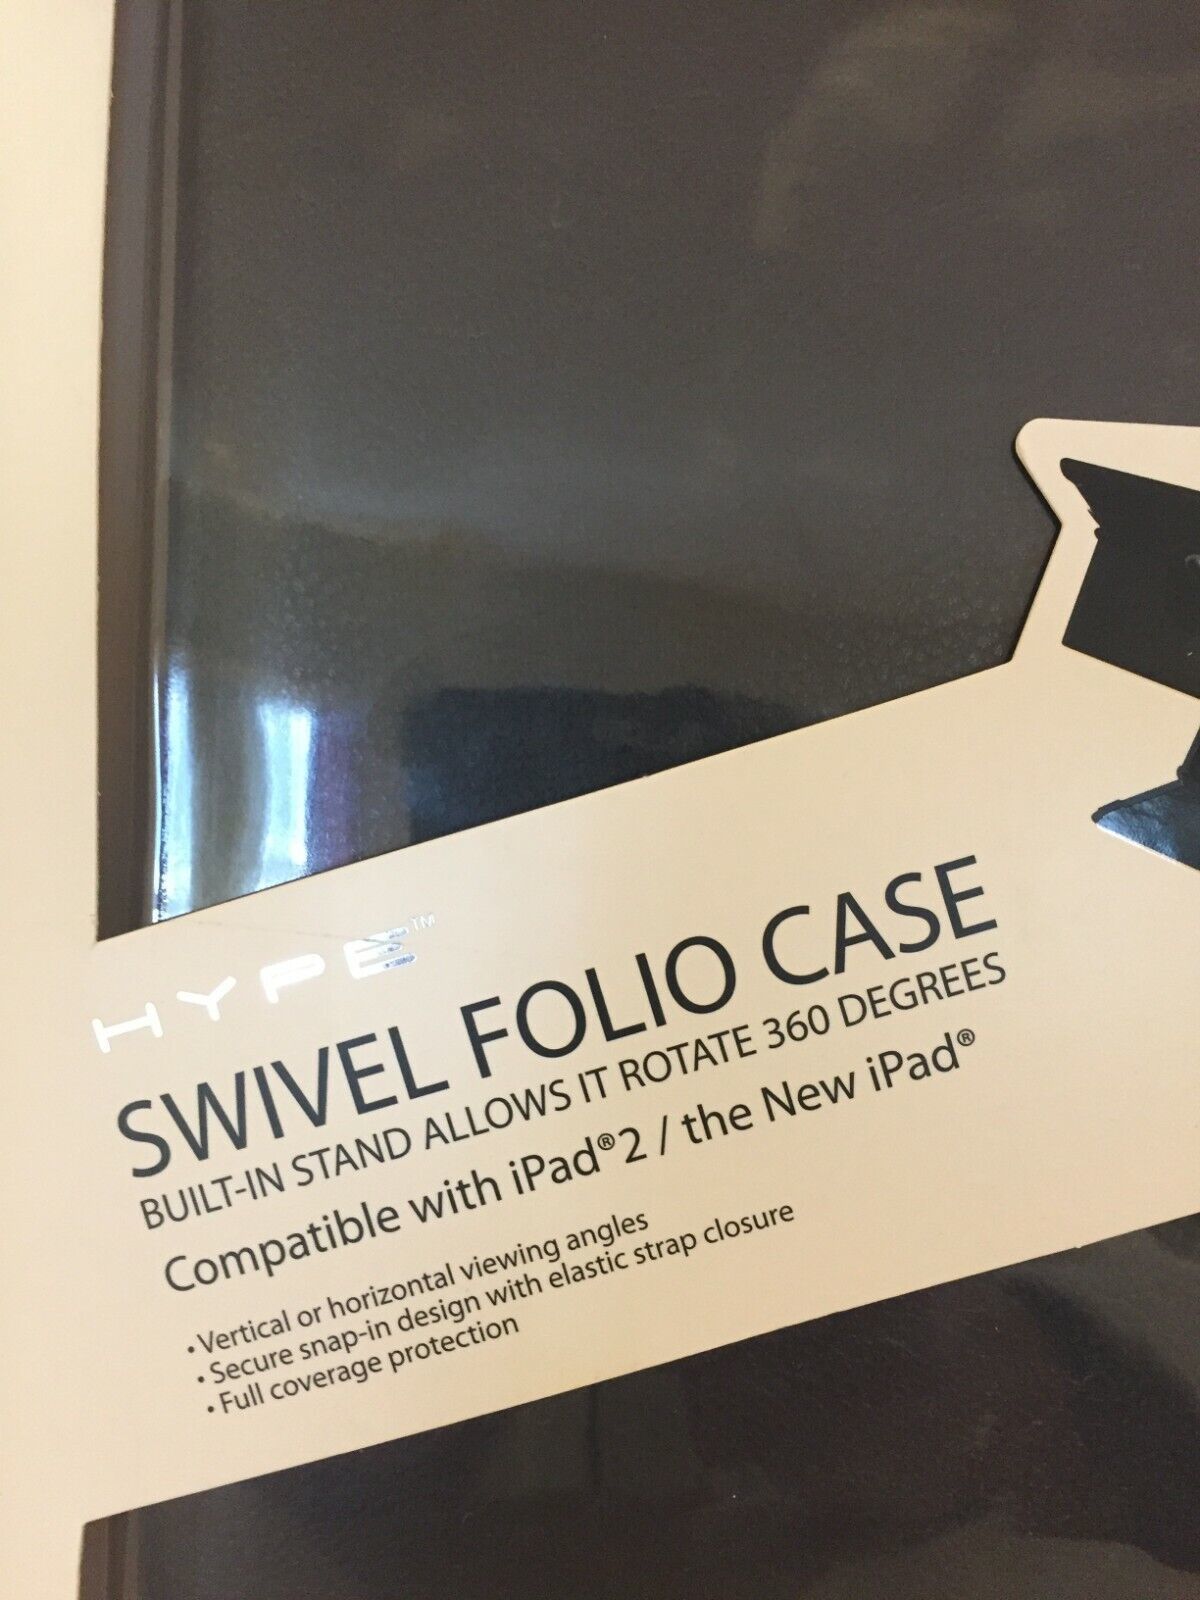 HYPE™
SWIVEL FOLIO CASE
BUILT-IN STAND ALLOWS IT ROTATE 360 DEGREES
Compatible with iPad® 2 / the New iPad®
• Vertical or horizontal viewing angles
• Secure snap-in design with elastic strap closure
• Full coverage protection